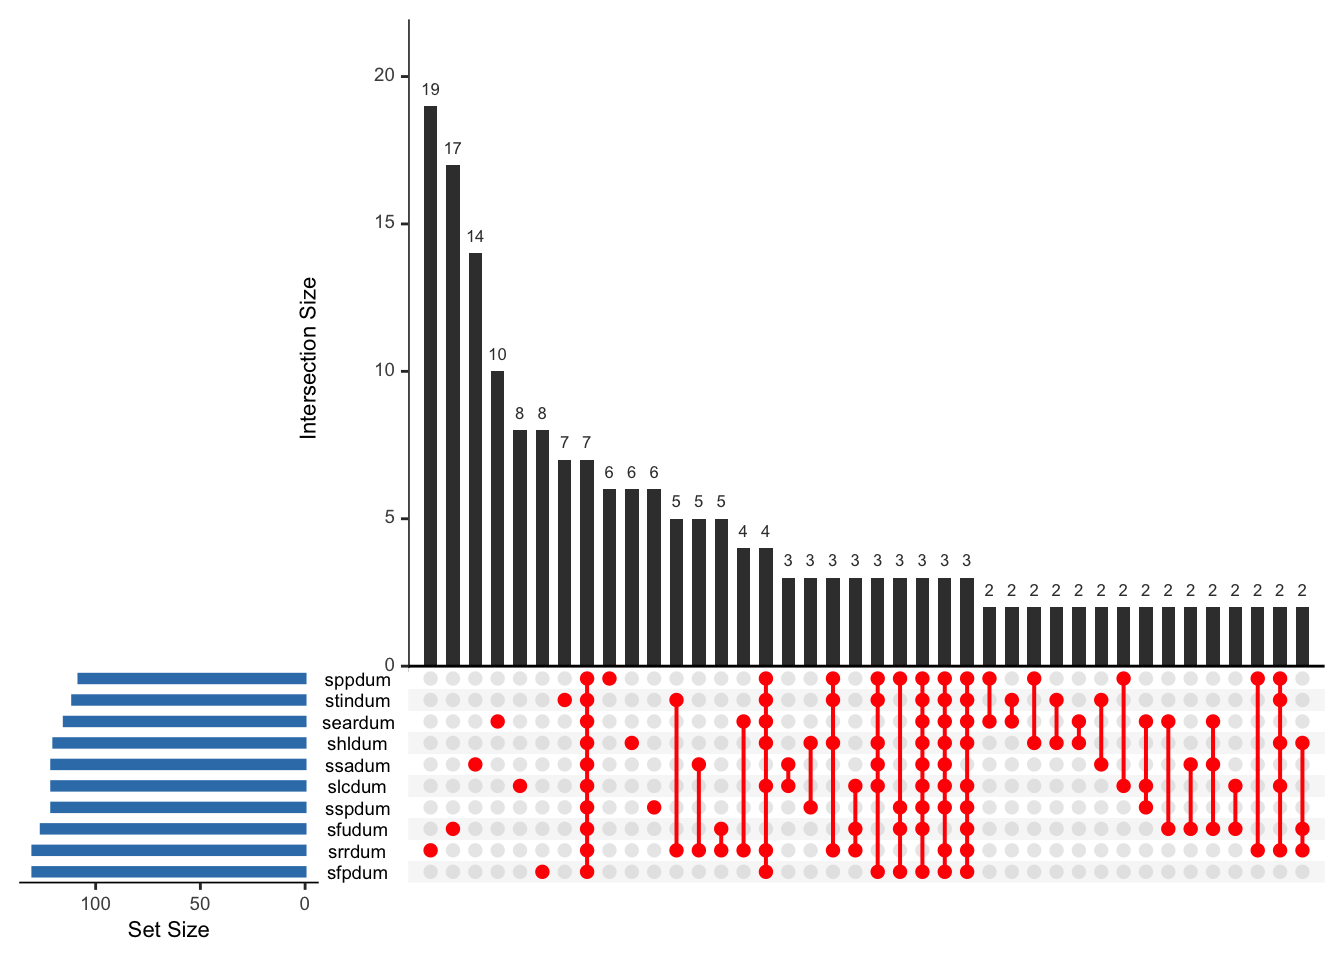 20
15
10
5
0
Intersection Size
19
17
14
10
8 8
7 7
6 6 6
5 5 5
4 4
3 3 3 3 3 3 3 3 3
2 2 2 2 2 2 2 2 2 2 2 2 2 2 2
sppdum
stindum
seardum
shldum
ssadum
slcdum
sspdum
sfudum
srrdum
sfpdum
100 50 0
Set Size